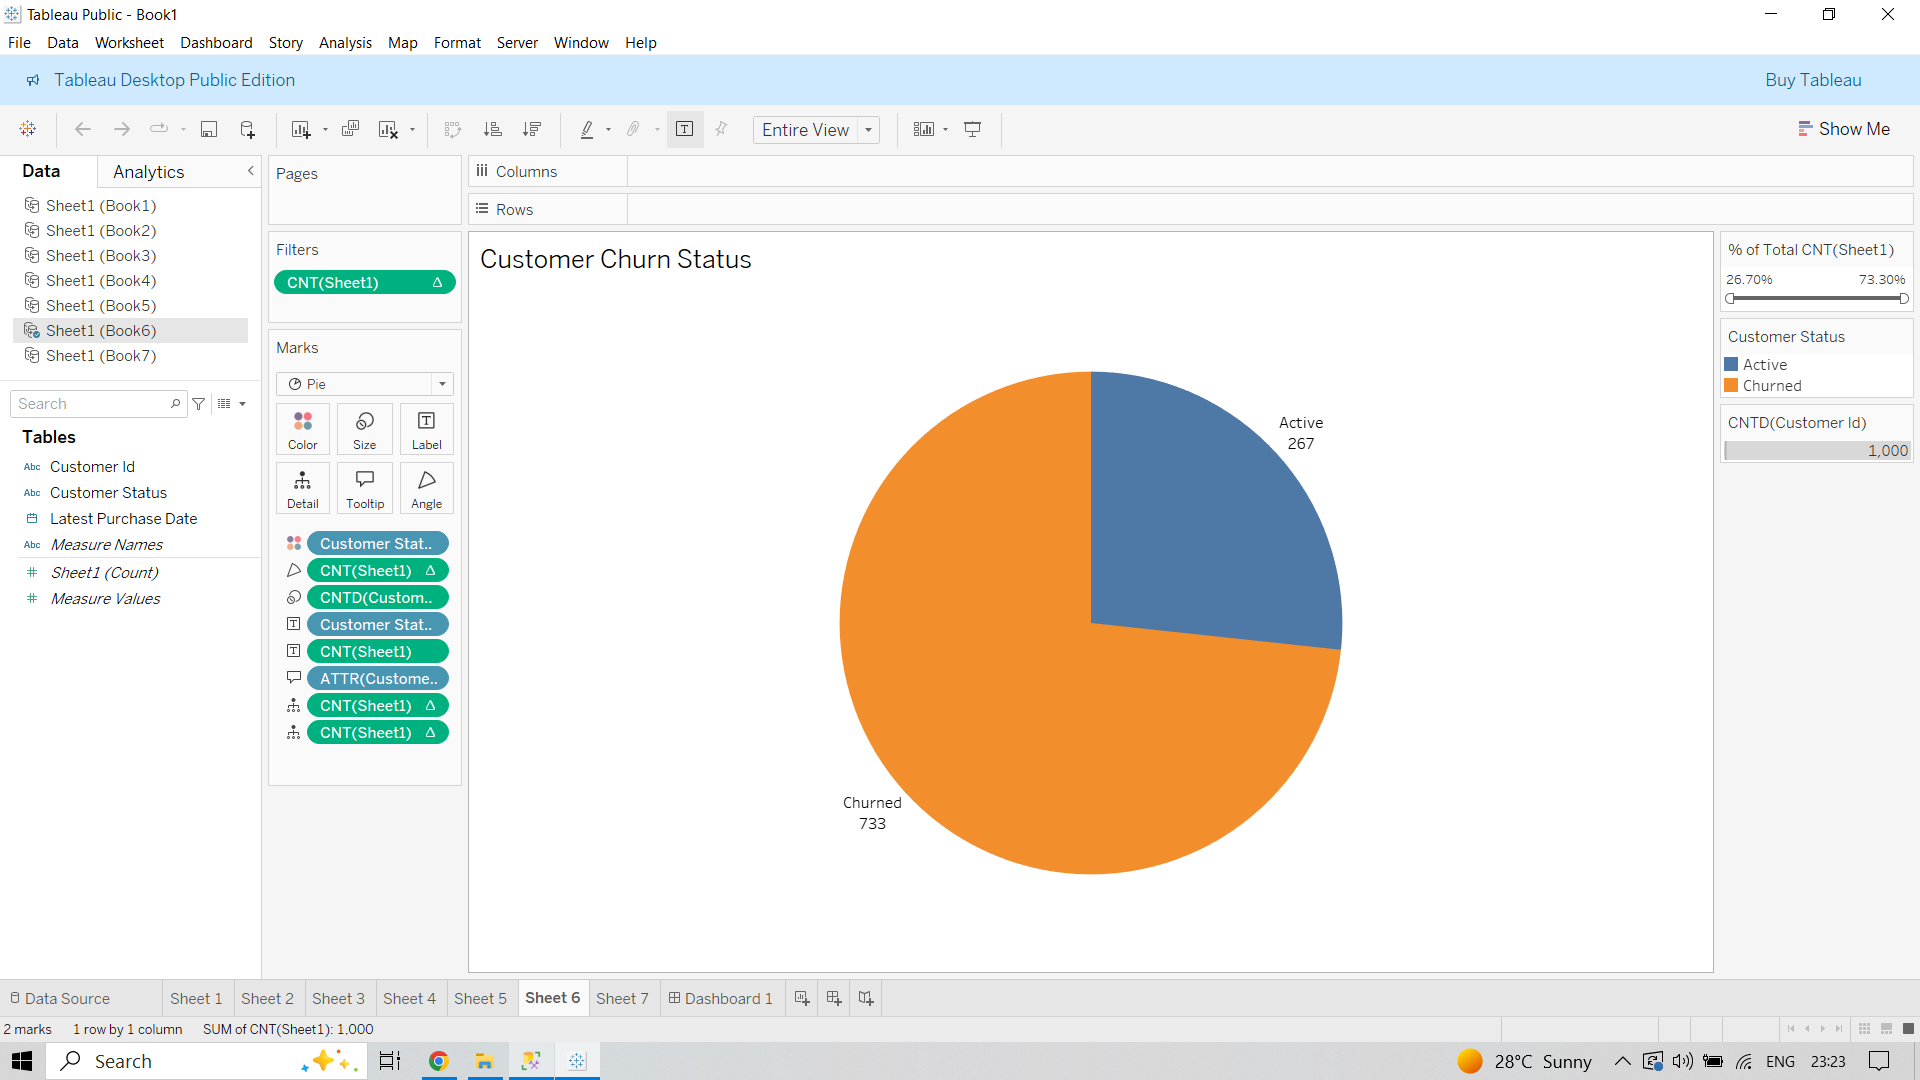 Tableau Public - Book1
File Data Worksheet Dashboard Story Analysis Map Format Server Window Help
Tableau Desktop Public Edition
Buy Tableau
Entire View
Show Me
Data
Analytics
Sheet1 (Book1)
Sheet1 (Book2)
Sheet1 (Book3)
Sheet1 (Book4)
Sheet1 (Book5)
Sheet1 (Book6)
Sheet1 (Book7)
Search
Tables
Abc Customer Id
Abc Customer Status
Latest Purchase Date
Abc Measure Names
# Sheet1 (Count)
# Measure Values
Pages
Filters
CNT(Sheet1) Δ
Marks
Pie
Color Size Label
Detail Tooltip Angle
Customer Stat..
CNT(Sheet1) Δ
CNTD(Custom..
Customer Stat..
CNT(Sheet1)
ATTR(Custome..
CNT(Sheet1) Δ
CNT(Sheet1) Δ
Columns
Rows
Customer Churn Status
Active
267
Churned
733
% of Total CNT(Sheet1)
26.70% 73.30%
Customer Status
Active
Churned
CNTD(Customer Id)
1,000
Data Source Sheet 1 Sheet 2 Sheet 3 Sheet 4 Sheet 5 Sheet 6 Sheet 7 Dashboard 1
2 marks 1 row by 1 column SUM of CNT(Sheet1): 1,000
Search
28°C Sunny ENG 23:23